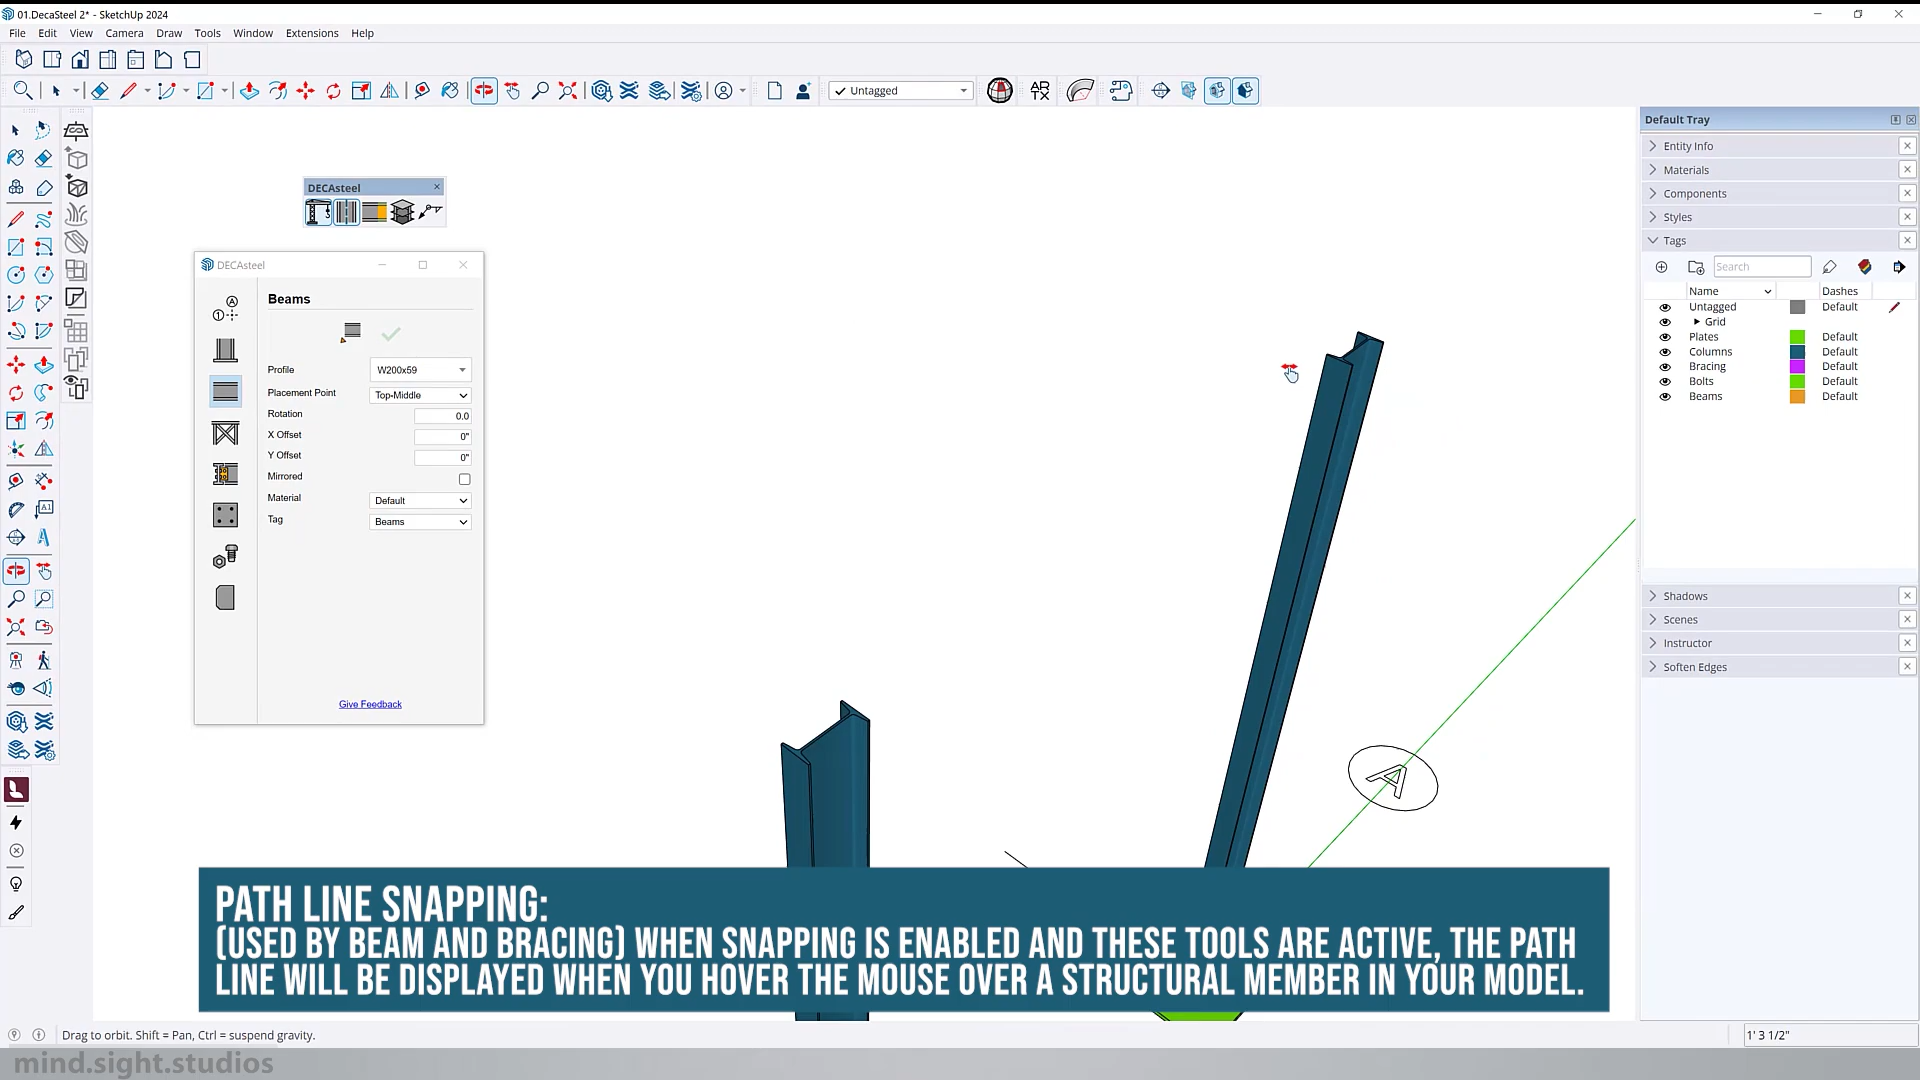 01.DecaSteel 2* - SketchUp 2024
File Edit View Camera Draw Tools Window Extensions Help
Untagged
AR
TX
Default Tray
Entity Info
Materials
Components
Styles
Tags
Search
Name Dashes
Untagged Default
Grid
Plates Default
Columns Default
Bracing Default
Bolts Default
Beams Default
Shadows
Scenes
Instructor
Soften Edges
DECAsteel
DECAsteel
Beams
Profile W200x59
Placement Point Top-Middle
Rotation 0.0
X Offset 0"
Y Offset 0"
Mirrored
Material Default
Tag Beams
Give Feedback
A
PATH LINE SNAPPING:
(USED BY BEAM AND BRACING) WHEN SNAPPING IS ENABLED AND THESE TOOLS ARE ACTIVE, THE PATH
LINE WILL BE DISPLAYED WHEN YOU HOVER THE MOUSE OVER A STRUCTURAL MEMBER IN YOUR MODEL.
Drag to orbit. Shift = Pan, Ctrl = suspend gravity.
1' 3 1/2"
mind.sight.studios